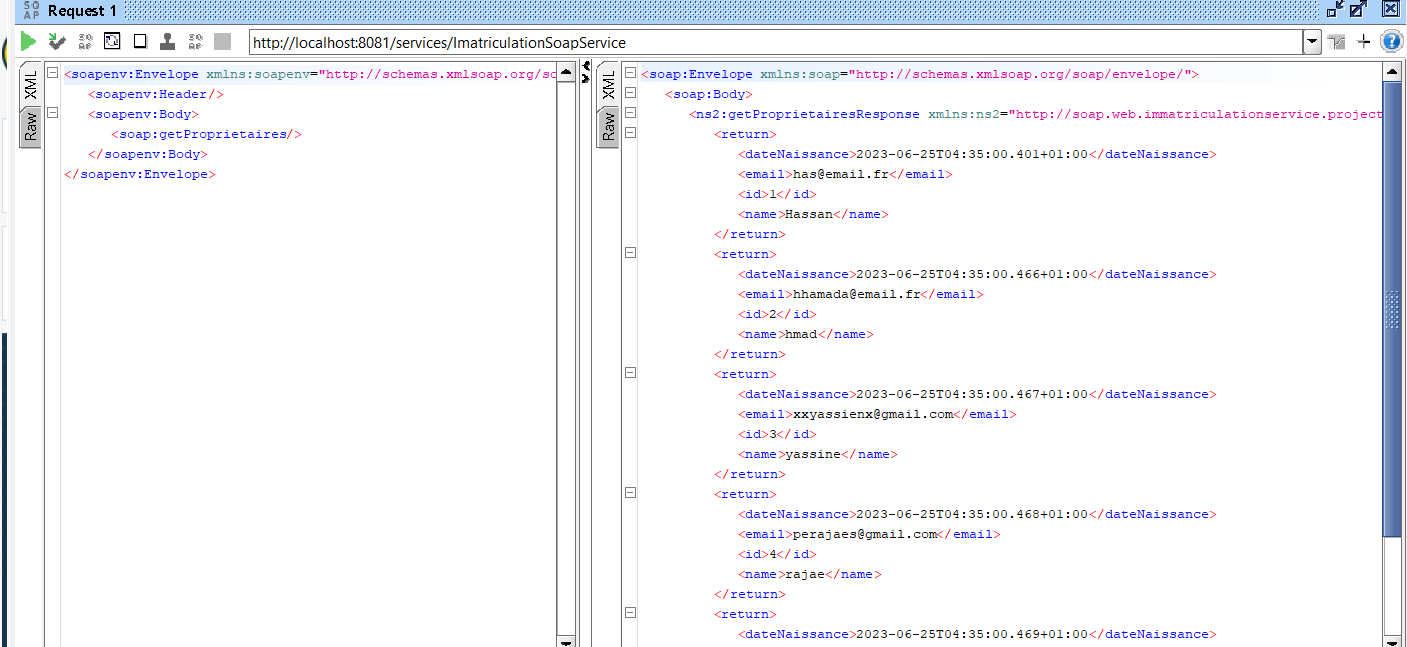 SO AP Request 1
SO AP SO AP http://localhost:8081/services/ImatriculationSoapService
XML
Raw
<soapenv:Envelope xmlns:soapenv="http://schemas.xmlsoap.org/so
<soapenv:Header/>
<soapenv:Body>
<soap:getProprietaires/>
</soapenv:Body>
</soapenv:Envelope>
XML
Raw
<soap:Envelope xmlns:soap="http://schemas.xmlsoap.org/soap/envelope/">
<soap:Body>
<ns2:getProprietairesResponse xmlns:ns2="http://soap.web.immatriculationservice.project
<return>
<dateNaissance>2023-06-25T04:35:00.401+01:00</dateNaissance>
<email>has@email.fr</email>
<id>1</id>
<name>Hassan</name>
</return>
<return>
<dateNaissance>2023-06-25T04:35:00.466+01:00</dateNaissance>
<email>hhamada@email.fr</email>
<id>2</id>
<name>hmad</name>
</return>
<return>
<dateNaissance>2023-06-25T04:35:00.467+01:00</dateNaissance>
<email>xxyassienx@gmail.com</email>
<id>3</id>
<name>yassine</name>
</return>
<return>
<dateNaissance>2023-06-25T04:35:00.468+01:00</dateNaissance>
<email>perajaes@gmail.com</email>
<id>4</id>
<name>rajae</name>
</return>
<return>
<dateNaissance>2023-06-25T04:35:00.469+01:00</dateNaissance>